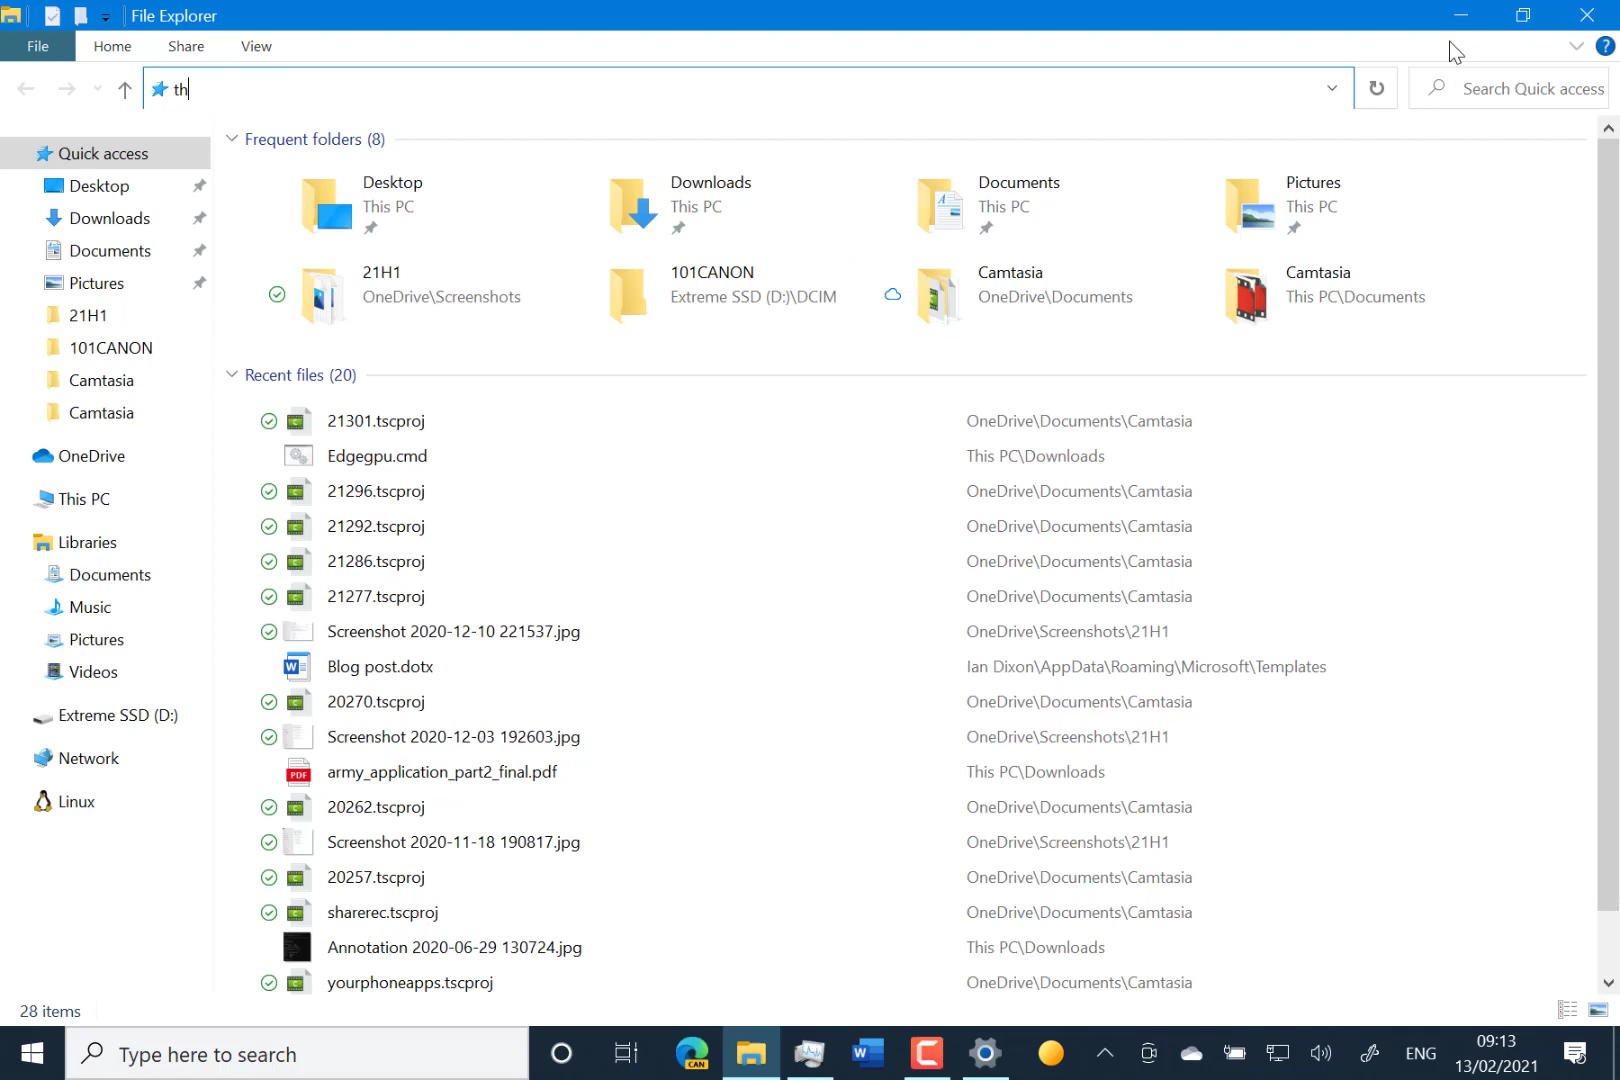 File Explorer
File Home Share View
th
Search Quick access
Quick access
Desktop
Downloads
Documents
Pictures
21H1
101CANON
Camtasia
Camtasia
OneDrive
This PC
Libraries
Documents
Music
Pictures
Videos
Extreme SSD (D:)
Network
Linux
Frequent folders (8)
Desktop
This PC
Downloads
This PC
Documents
This PC
Pictures
This PC
21H1
OneDrive\Screenshots
101CANON
Extreme SSD (D:)\DCIM
Camtasia
OneDrive\Documents
Camtasia
This PC\Documents
Recent files (20)
21301.tscproj OneDrive\Documents\Camtasia
Edgegpu.cmd This PC\Downloads
21296.tscproj OneDrive\Documents\Camtasia
21292.tscproj OneDrive\Documents\Camtasia
21286.tscproj OneDrive\Documents\Camtasia
21277.tscproj OneDrive\Documents\Camtasia
Screenshot 2020-12-10 221537.jpg OneDrive\Screenshots\21H1
Blog post.dotx Ian Dixon\AppData\Roaming\Microsoft\Templates
20270.tscproj OneDrive\Documents\Camtasia
Screenshot 2020-12-03 192603.jpg OneDrive\Screenshots\21H1
PDF army_application_part2_final.pdf This PC\Downloads
20262.tscproj OneDrive\Documents\Camtasia
Screenshot 2020-11-18 190817.jpg OneDrive\Screenshots\21H1
20257.tscproj OneDrive\Documents\Camtasia
sharerec.tscproj OneDrive\Documents\Camtasia
Annotation 2020-06-29 130724.jpg This PC\Downloads
yourphoneapps.tscproj OneDrive\Documents\Camtasia
28 items
Type here to search
CAN
ENG
09:13
13/02/2021